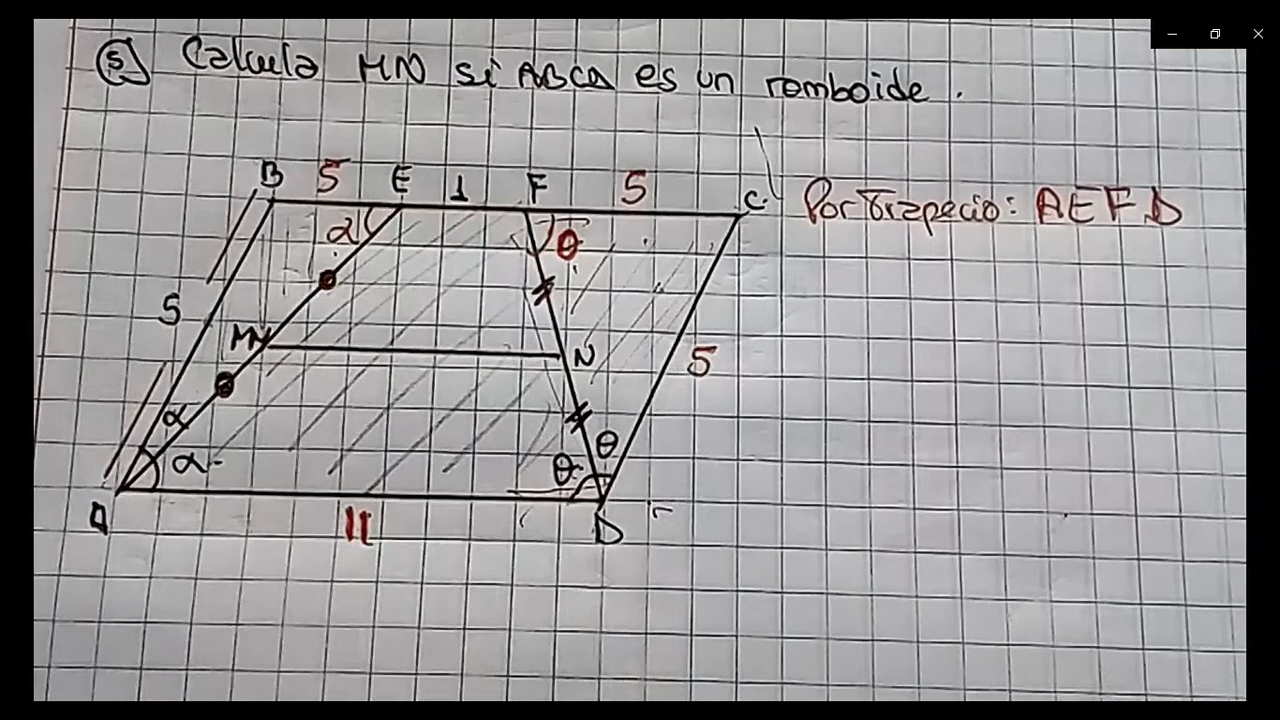 5) Calcula MN si ABCD es un romboide.
B 5 E 1 F 5 C
Por Trapecio: AEFD
α θ
5 M N 5
α θ
α θ
A 11 D